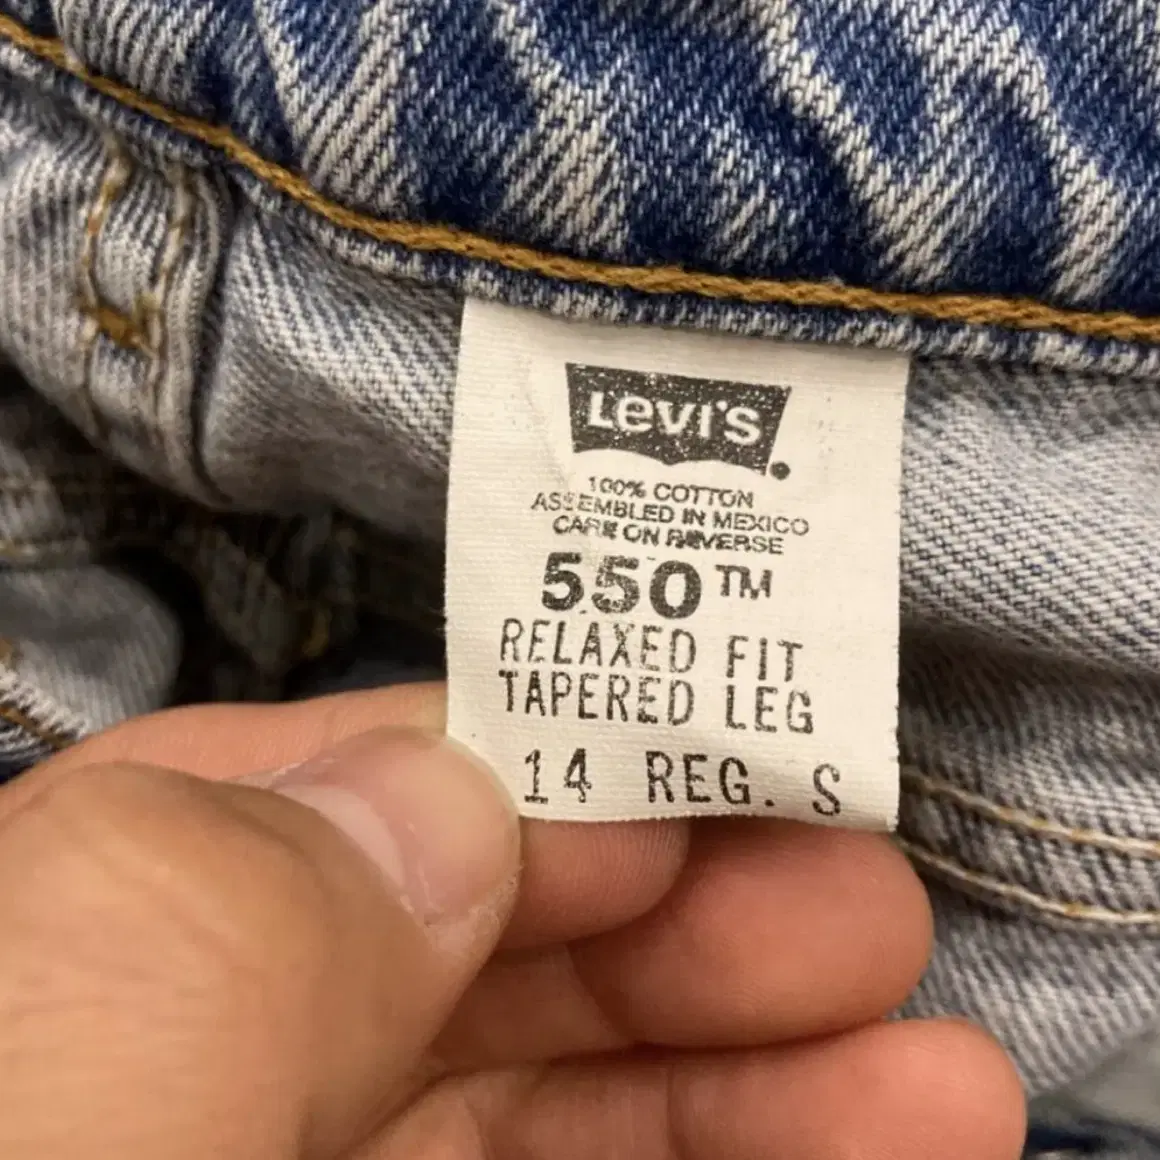 Levi's
100% COTTON
ASSEMBLED IN MEXICO
CARE ON REVERSE
550™
RELAXED FIT
TAPERED LEG
14 REG. S